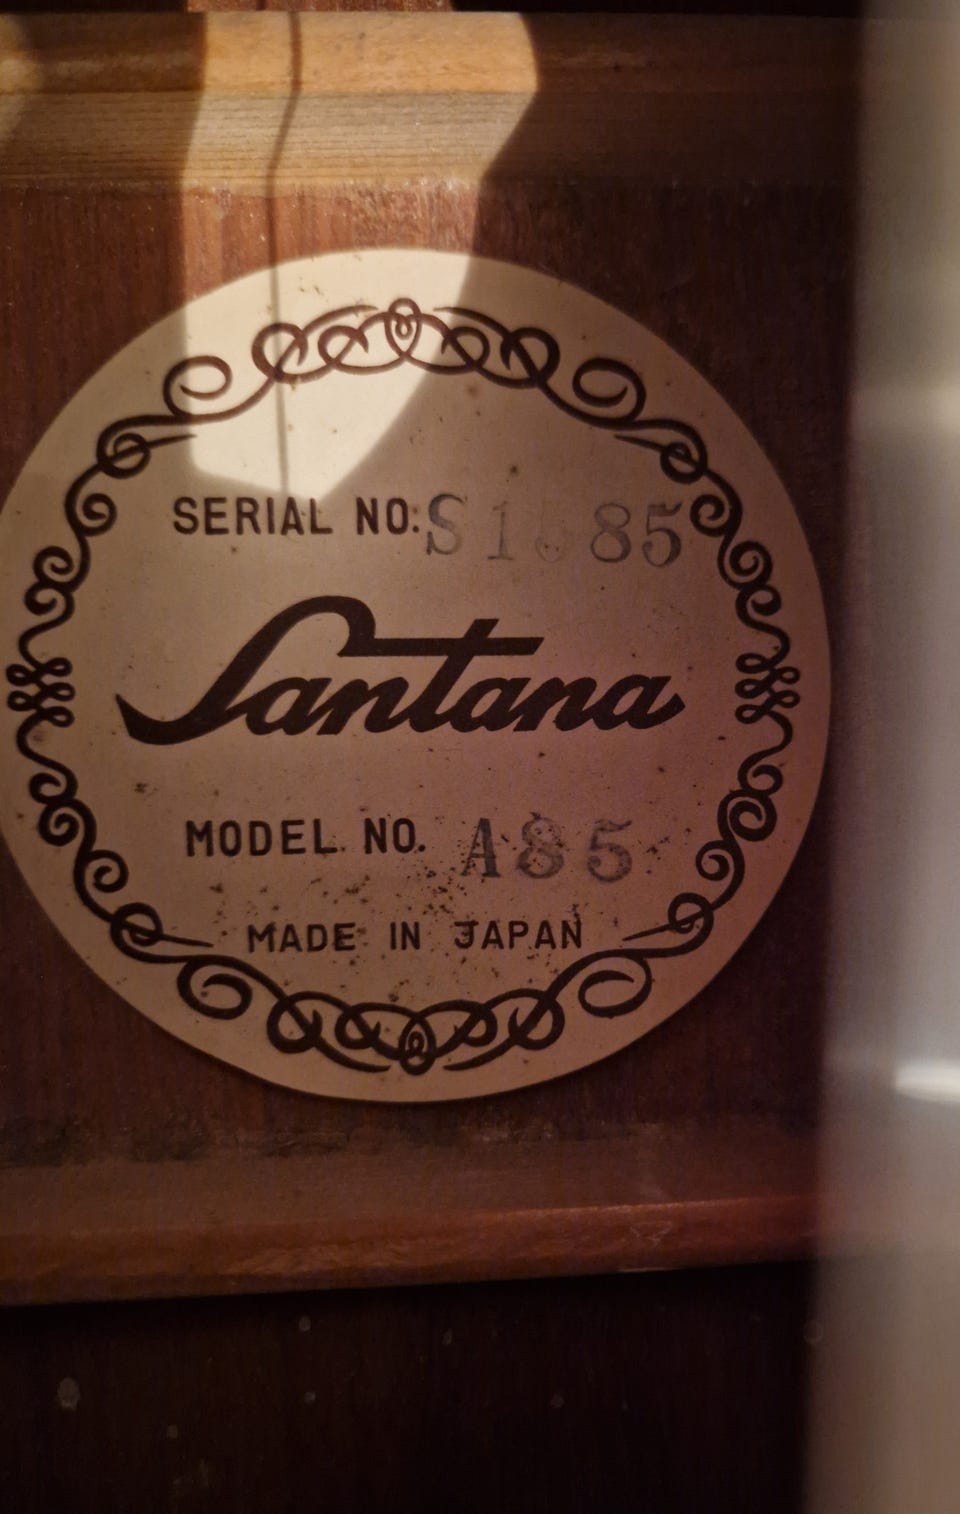 SERIAL NO:
Santana
MODEL NO. A85
MADE IN JAPAN